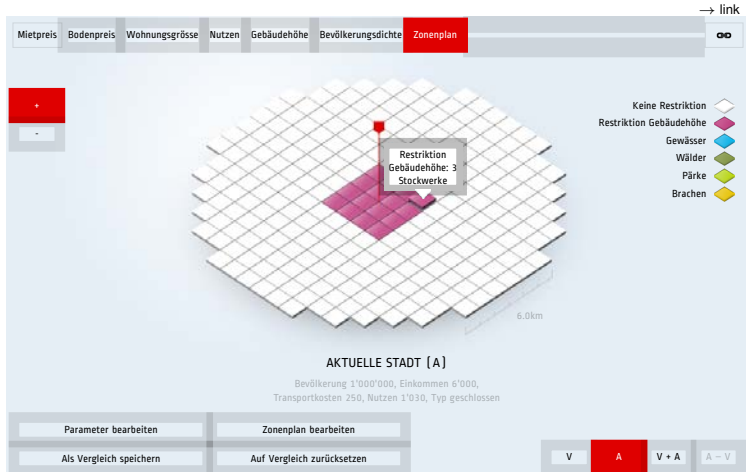 → link
Mietpreis Bodenpreis Wohnungsgrösse Nutzen Gebäudehöhe Bevölkerungsdichte Zonenplan
+
-
Keine Restriktion
Restriktion Gebäudehöhe
Gewässer
Wälder
Pärke
Brachen
Restriktion
Gebäudehöhe: 3
Stockwerke
6.0km
AKTUELLE STADT (A)
Bevölkerung 1'000'000, Einkommen 6'000,
Transportkosten 250, Nutzen 1'030, Typ geschlossen
Parameter bearbeiten Zonenplan bearbeiten
Als Vergleich speichern Auf Vergleich zurücksetzen
V A V + A A – V